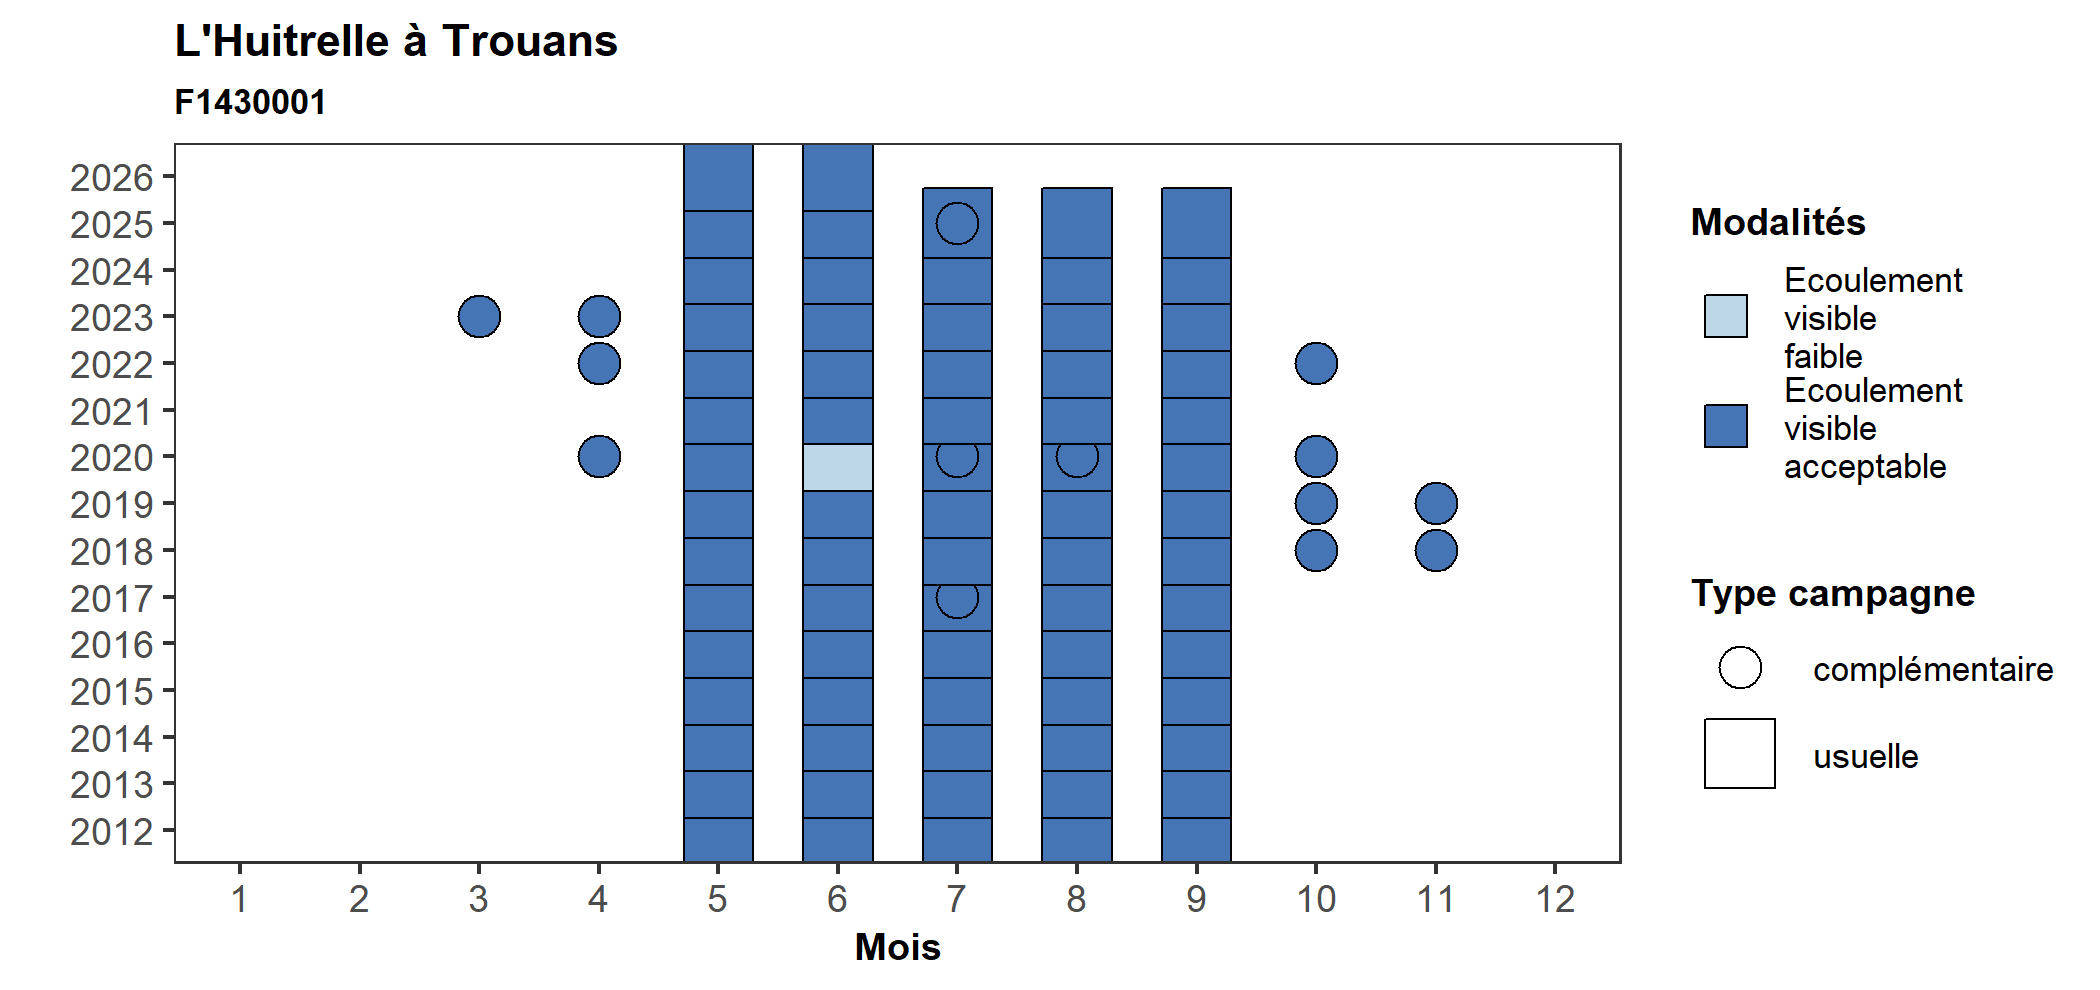 L'Huitrelle à Trouans
F1430001
2026
2025
2024
2023
2022
2021
2020
2019
2018
2017
2016
2015
2014
2013
2012
1 2 3 4 5 6 7 8 9 10 11 12
Mois
Modalités
Ecoulement
visible
faible
Ecoulement
visible
acceptable
Type campagne
complémentaire
usuelle